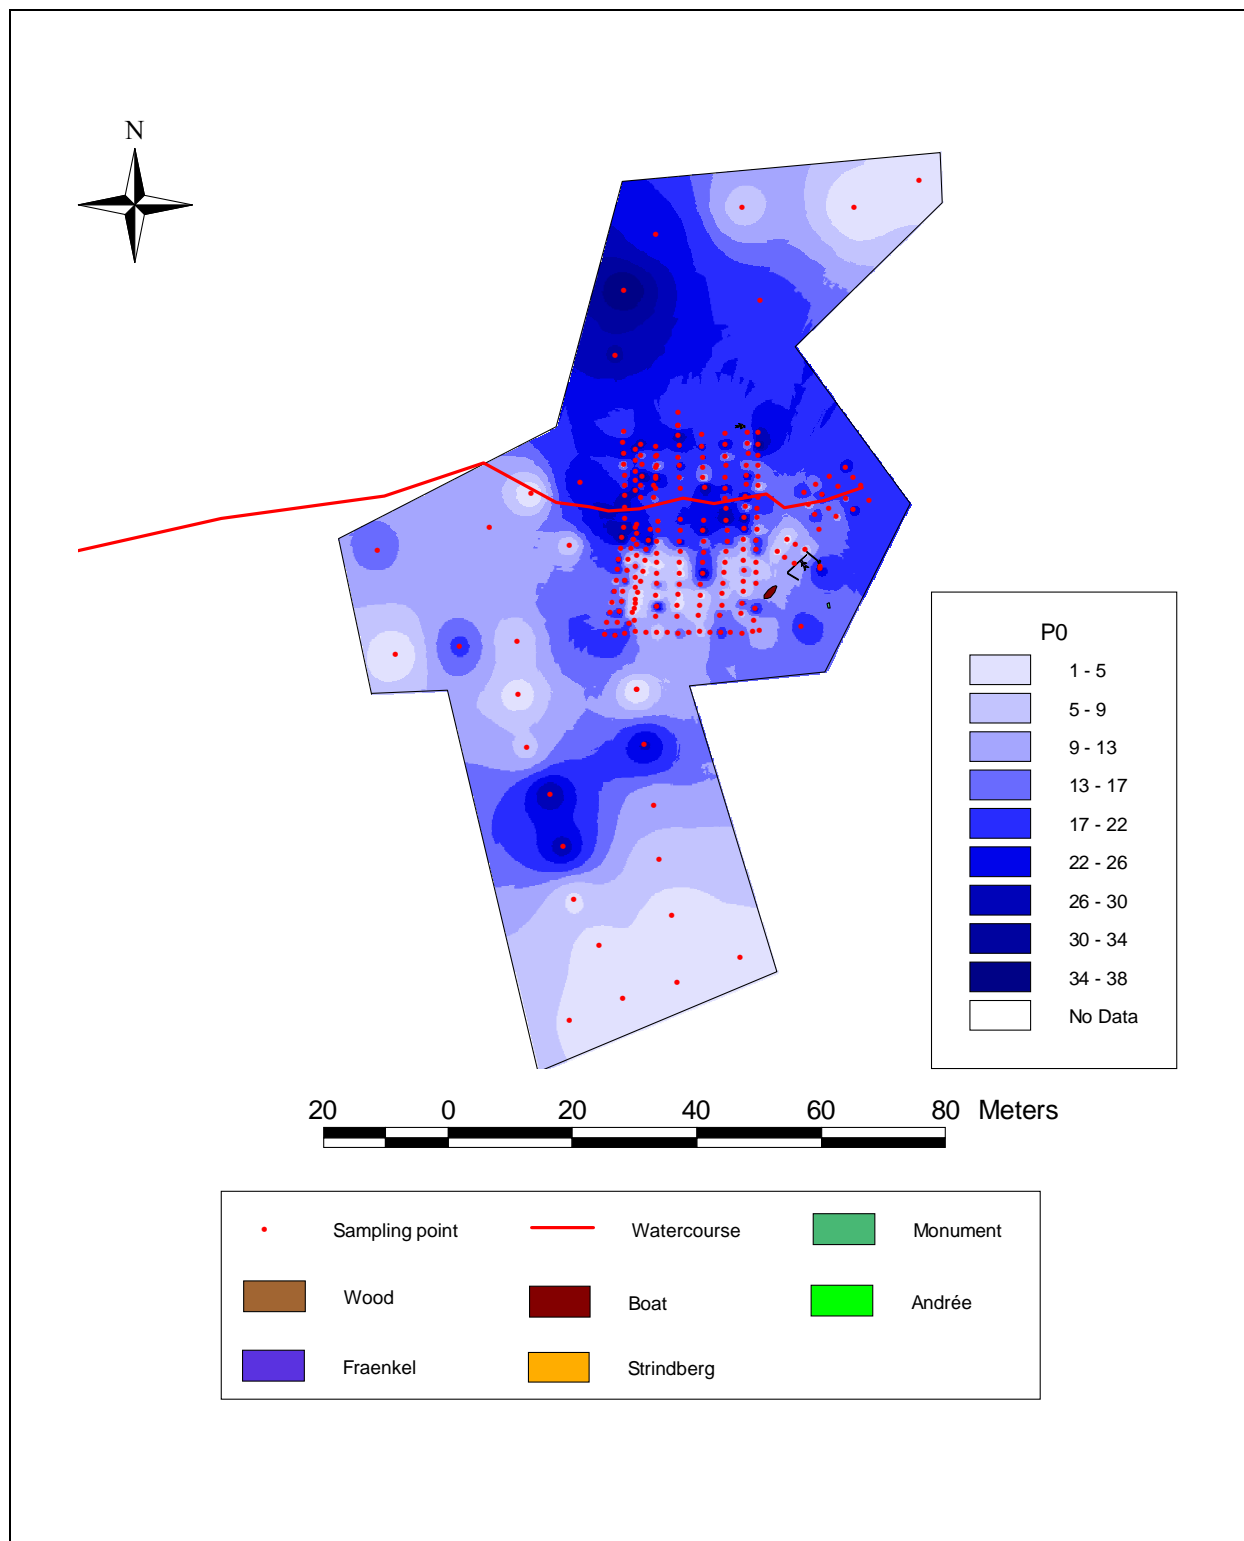 N
P0
1 - 5
5 - 9
9 - 13
13 - 17
17 - 22
22 - 26
26 - 30
30 - 34
34 - 38
No Data
20 0 20 40 60 80 Meters
Sampling point Watercourse Monument
Wood Boat Andrée
Fraenkel Strindberg